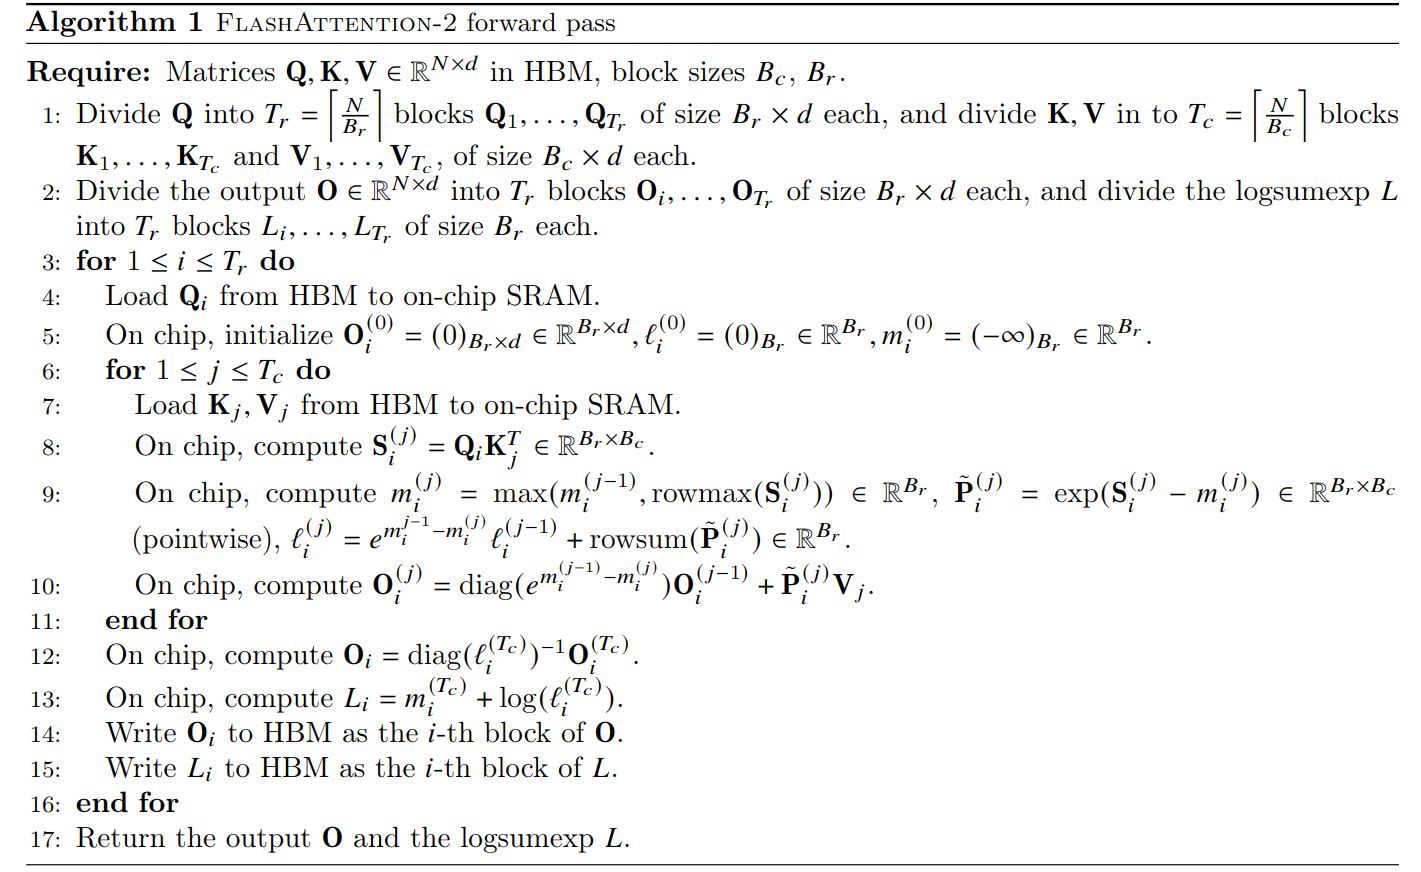 Algorithm 1 FlashAttention-2 forward pass
Require: Matrices Q, K, V ∈ ℝ^{N×d} in HBM, block sizes B_c, B_r.
1: Divide Q into T_r = ⌈N/B_r⌉ blocks Q_1, . . . , Q_{T_r} of size B_r × d each, and divide K, V in to T_c = ⌈N/B_c⌉ blocks
K_1, . . . , K_{T_c} and V_1, . . . , V_{T_c}, of size B_c × d each.
2: Divide the output O ∈ ℝ^{N×d} into T_r blocks O_i, . . . , O_{T_r} of size B_r × d each, and divide the logsumexp L
into T_r blocks L_i, . . . , L_{T_r} of size B_r each.
3: for 1 ≤ i ≤ T_r do
4: Load Q_i from HBM to on-chip SRAM.
5: On chip, initialize O_i^{(0)} = (0)_{B_r×d} ∈ ℝ^{B_r×d}, ℓ_i^{(0)} = (0)_{B_r} ∈ ℝ^{B_r}, m_i^{(0)} = (−∞)_{B_r} ∈ ℝ^{B_r}.
6: for 1 ≤ j ≤ T_c do
7: Load K_j, V_j from HBM to on-chip SRAM.
8: On chip, compute S_i^{(j)} = Q_i K_j^T ∈ ℝ^{B_r×B_c}.
9: On chip, compute m_i^{(j)} = max(m_i^{(j−1)}, rowmax(S_i^{(j)})) ∈ ℝ^{B_r}, P̃_i^{(j)} = exp(S_i^{(j)} − m_i^{(j)}) ∈ ℝ^{B_r×B_c}
(pointwise), ℓ_i^{(j)} = e^{m_i^{j−1}−m_i^{(j)}} ℓ_i^{(j−1)} + rowsum(P̃_i^{(j)}) ∈ ℝ^{B_r}.
10: On chip, compute O_i^{(j)} = diag(e^{m_i^{(j−1)}−m_i^{(j)}})O_i^{(j−1)} + P̃_i^{(j)} V_j.
11: end for
12: On chip, compute O_i = diag(ℓ_i^{(T_c)})^{−1} O_i^{(T_c)}.
13: On chip, compute L_i = m_i^{(T_c)} + log(ℓ_i^{(T_c)}).
14: Write O_i to HBM as the i-th block of O.
15: Write L_i to HBM as the i-th block of L.
16: end for
17: Return the output O and the logsumexp L.